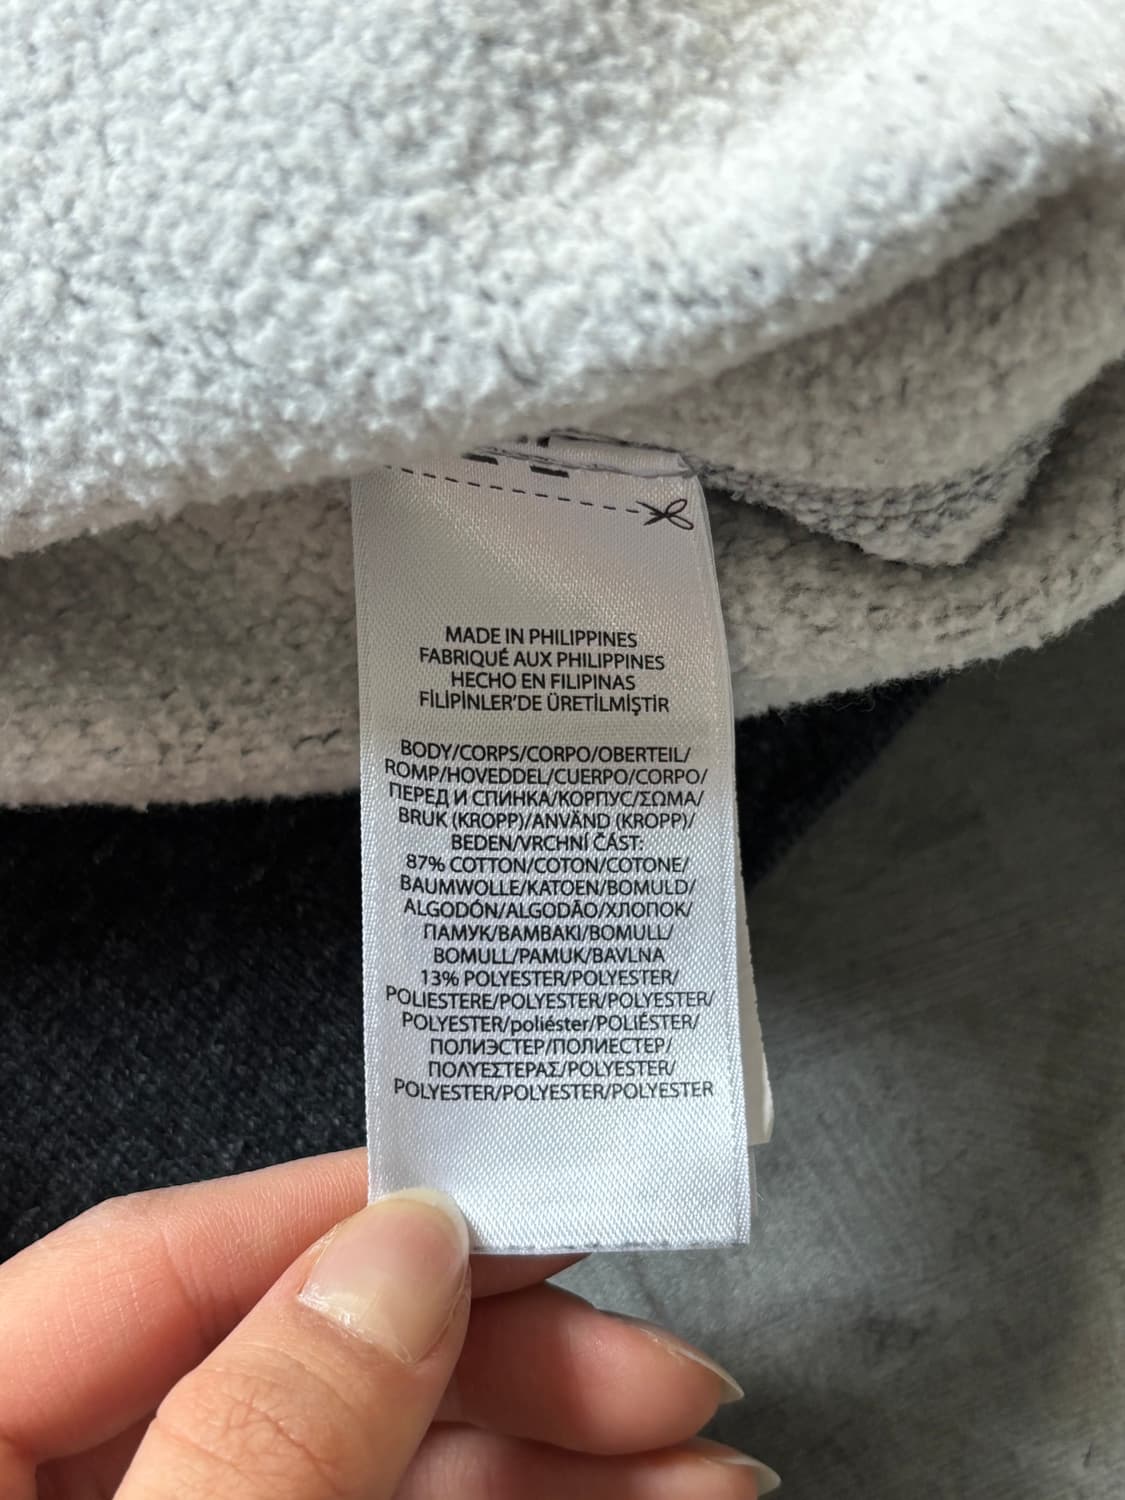 MADE IN PHILIPPINES
FABRIQUÉ AUX PHILIPPINES
HECHO EN FILIPINAS
FİLİPİNLER'DE ÜRETİLMİŞTİR
BODY/CORPS/CORPO/OBERTEIL/
ROMP/HOVEDDEL/CUERPO/CORPO/
ПЕРЕД И СПИНКА/КОРПУС/ΣΩΜΑ/
BRUK (KROPP)/ANVÄND (KROPP)/
BEDEN/VRCHNÍ ČÁST:
87% COTTON/COTON/COTONE/
BAUMWOLLE/KATOEN/BOMULD/
ALGODÓN/ALGODÃO/ХЛОПОК/
ПАМУК/BAMBAKI/BOMULL/
BOMULL/PAMUK/BAVLNA
13% POLYESTER/POLYESTER/
POLIESTERE/POLYESTER/POLYESTER/
POLYESTER/poliéster/POLIÉSTER/
ПОЛИЭСТЕР/ПОЛИЕСТЕР/
ΠΟΛΥΕΣΤΕΡΑΣ/POLYESTER/
POLYESTER/POLYESTER/POLYESTER